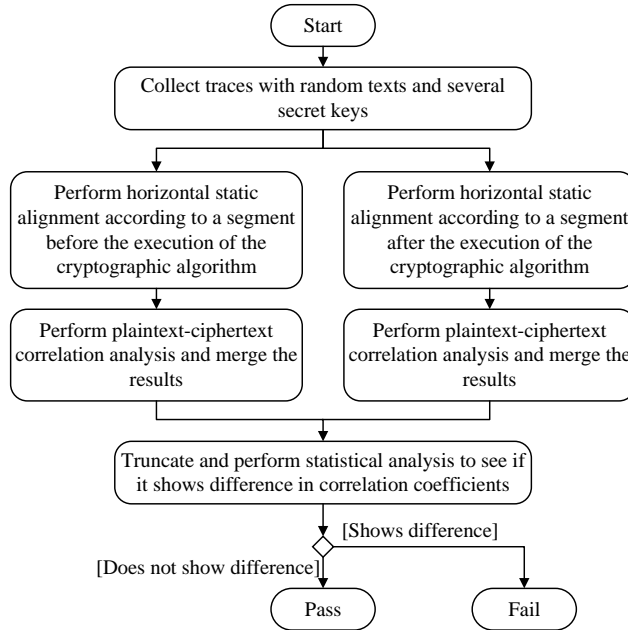 Start
Collect traces with random texts and several
secret keys
Perform horizontal static
alignment according to a segment
before the execution of the
cryptographic algorithm
Perform horizontal static
alignment according to a segment
after the execution of the
cryptographic algorithm
Perform plaintext-ciphertext
correlation analysis and merge the
results
Perform plaintext-ciphertext
correlation analysis and merge the
results
Truncate and perform statistical analysis to see if
it shows difference in correlation coefficients
[Shows difference]
[Does not show difference]
Pass
Fail